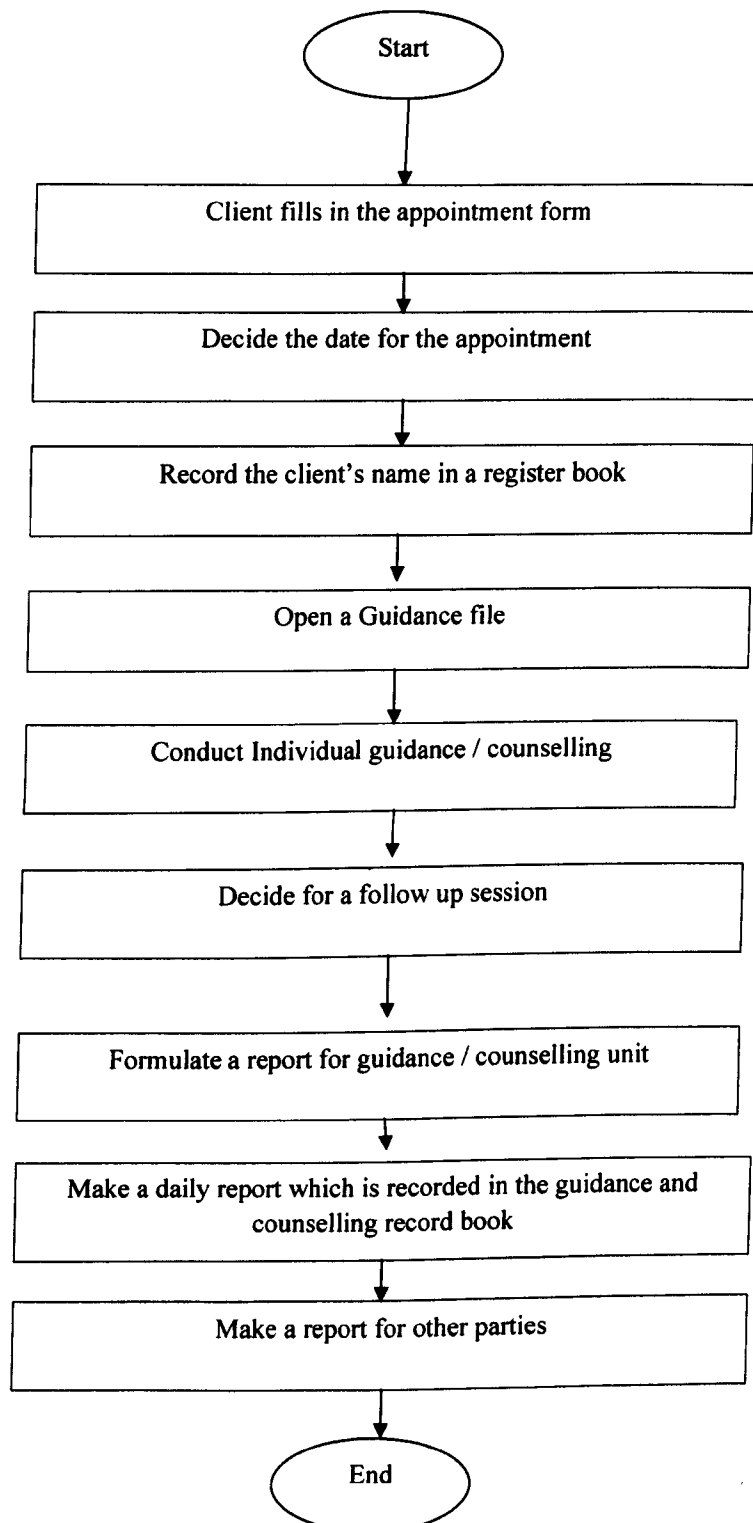 Start
Client fills in the appointment form
Decide the date for the appointment
Record the client's name in a register book
Open a Guidance file
Conduct Individual guidance / counselling
Decide for a follow up session
Formulate a report for guidance / counselling unit
Make a daily report which is recorded in the guidance and
counselling record book
Make a report for other parties
End